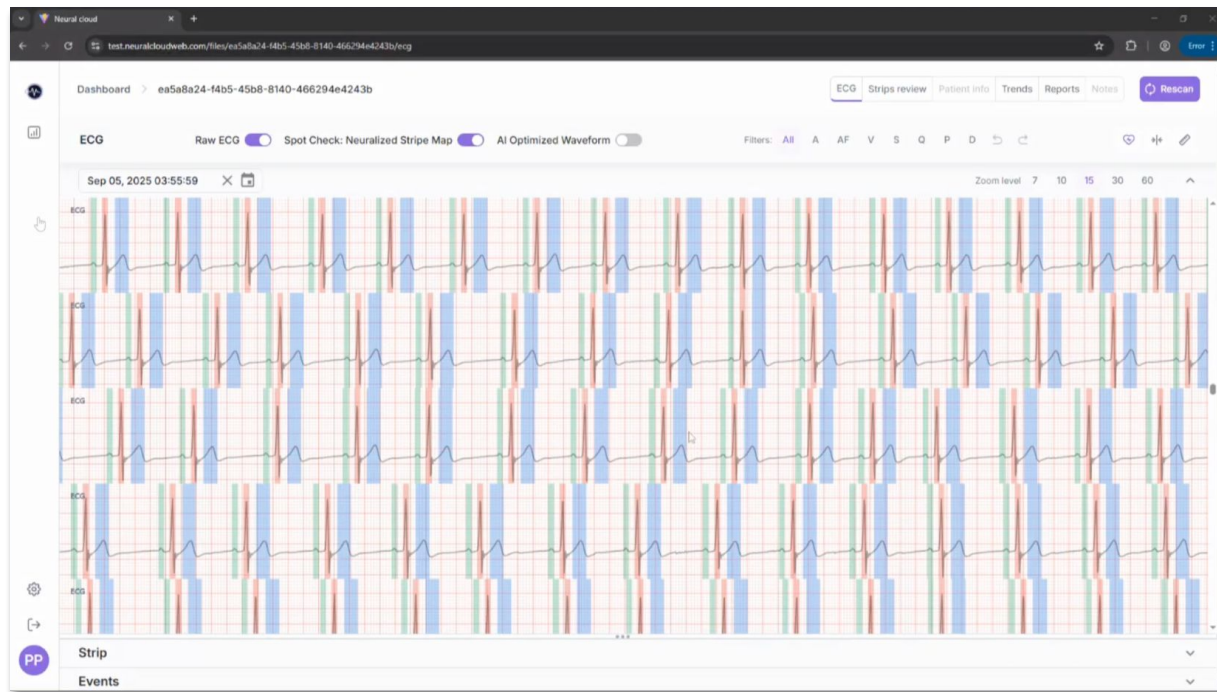 Neural cloud
test.neuralcloudweb.com/files/ea5a8a24-f4b5-45b8-8140-466294e4243b/ecg
Error
Dashboard > ea5a8a24-f4b5-45b8-8140-466294e4243b
ECG Strips review Patient info Trends Reports Notes Rescan
ECG Raw ECG Spot Check: Neuralized Stripe Map AI Optimized Waveform Filters: All A AF V S Q P D
Sep 05, 2025 03:55:59 Zoom level 7 10 15 30 60
ECG
ECG
ECG
ECG
ECG
Strip
PP
Events